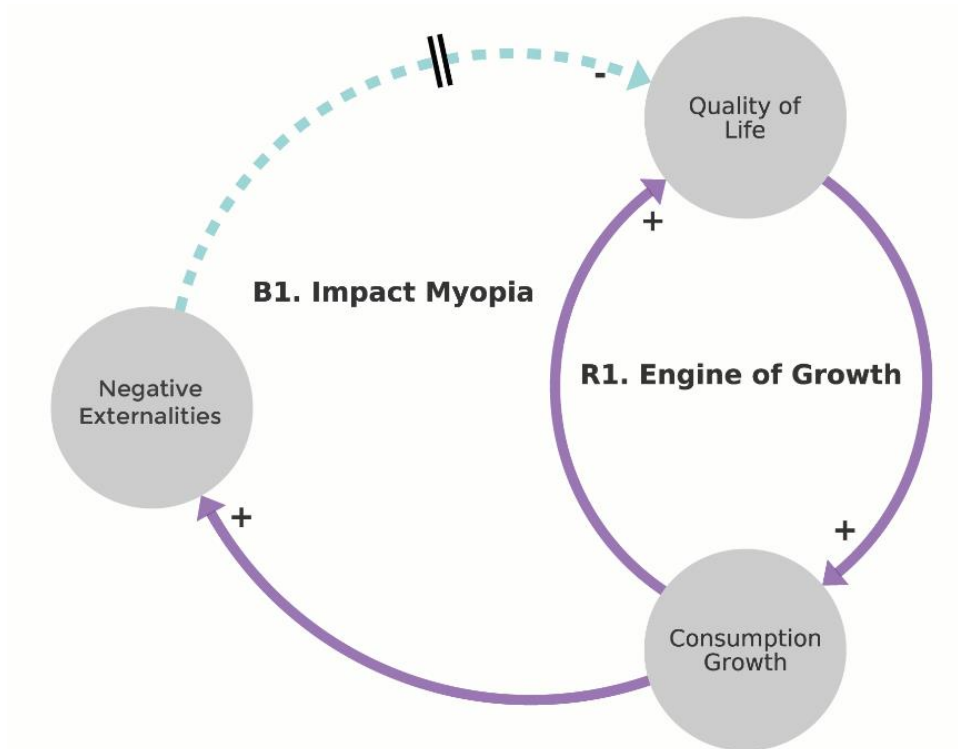 -
Quality of
Life
+
B1. Impact Myopia
R1. Engine of Growth
Negative
Externalities
+
+
Consumption
Growth